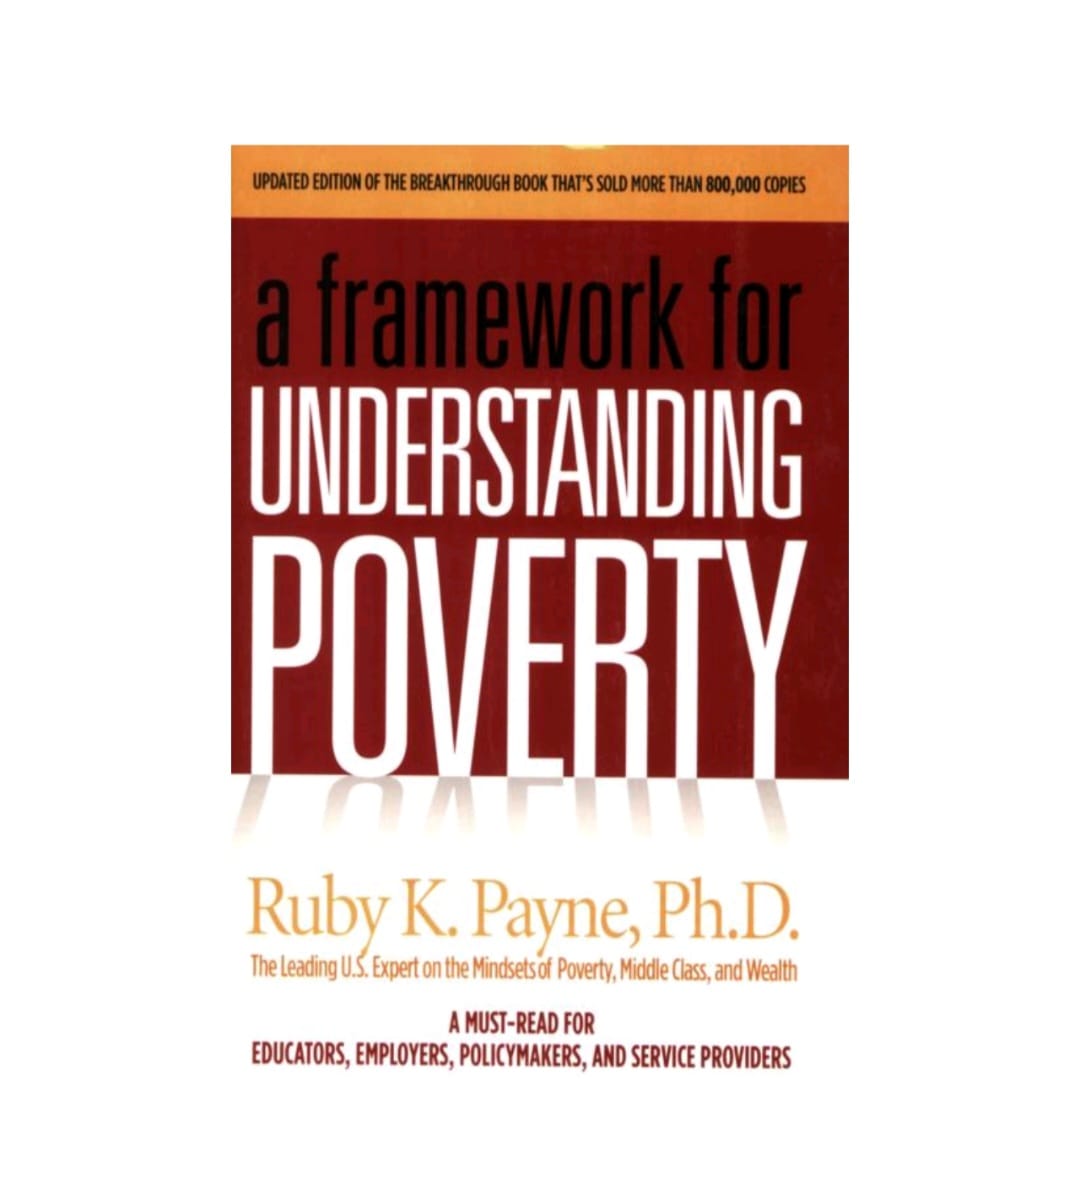 UPDATED EDITION OF THE BREAKTHROUGH BOOK THAT'S SOLD MORE THAN 800,000 COPIES
a framework for
UNDERSTANDING
POVERTY
Ruby K. Payne, Ph.D.
The Leading U.S. Expert on the Mindsets of Poverty, Middle Class, and Wealth
A MUST-READ FOR
EDUCATORS, EMPLOYERS, POLICYMAKERS, AND SERVICE PROVIDERS